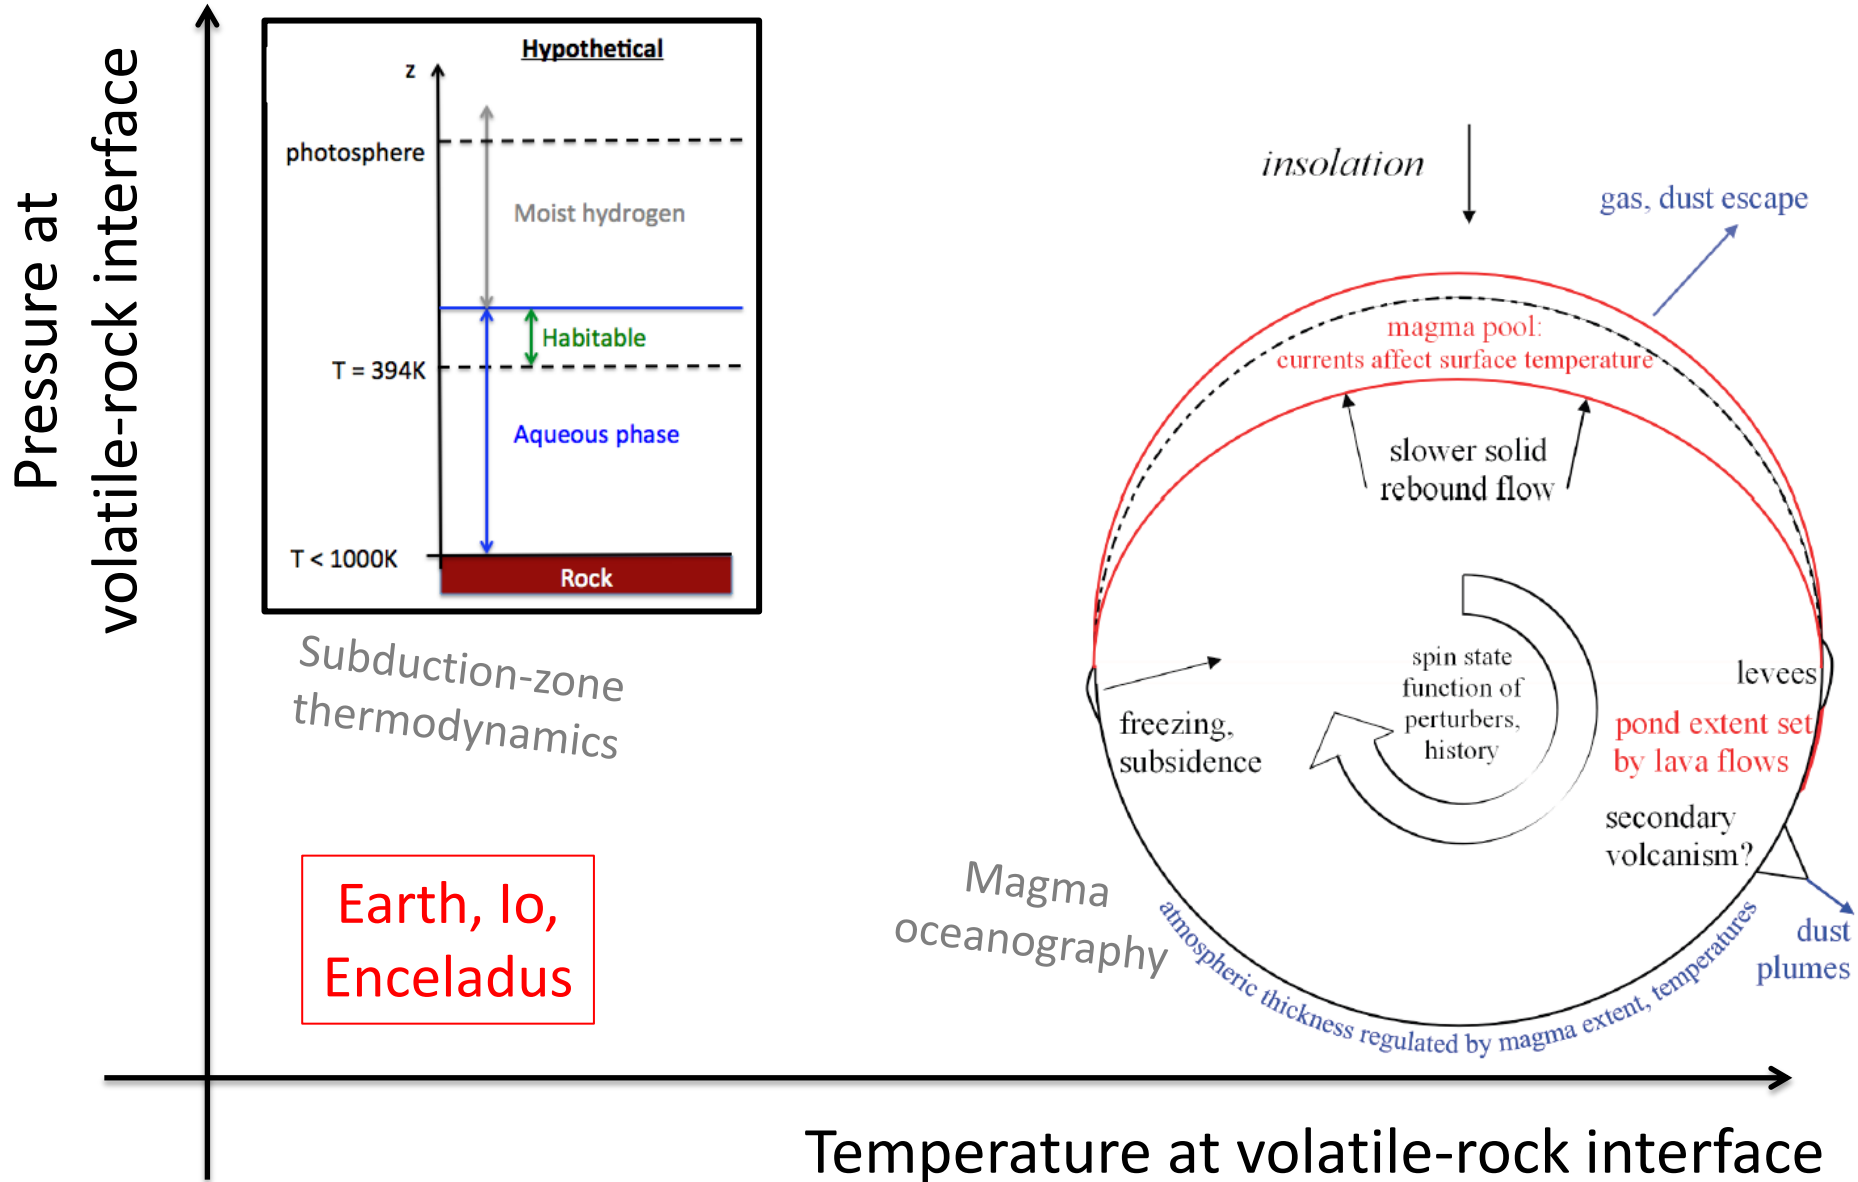 Pressure at
volatile-rock interface
Hypothetical
z
photosphere
Moist hydrogen
Habitable
T = 394K
Aqueous phase
T < 1000K
Rock
Subduction-zone
thermodynamics
Earth, Io,
Enceladus
insolation
gas, dust escape
magma pool:
currents affect surface temperature
slower solid
rebound flow
spin state
function of
perturbers,
history
levees
freezing,
subsidence
pond extent set
by lava flows
secondary
volcanism?
dust
plumes
Magma
oceanography
atmospheric thickness regulated by magma extent, temperatures
Temperature at volatile-rock interface